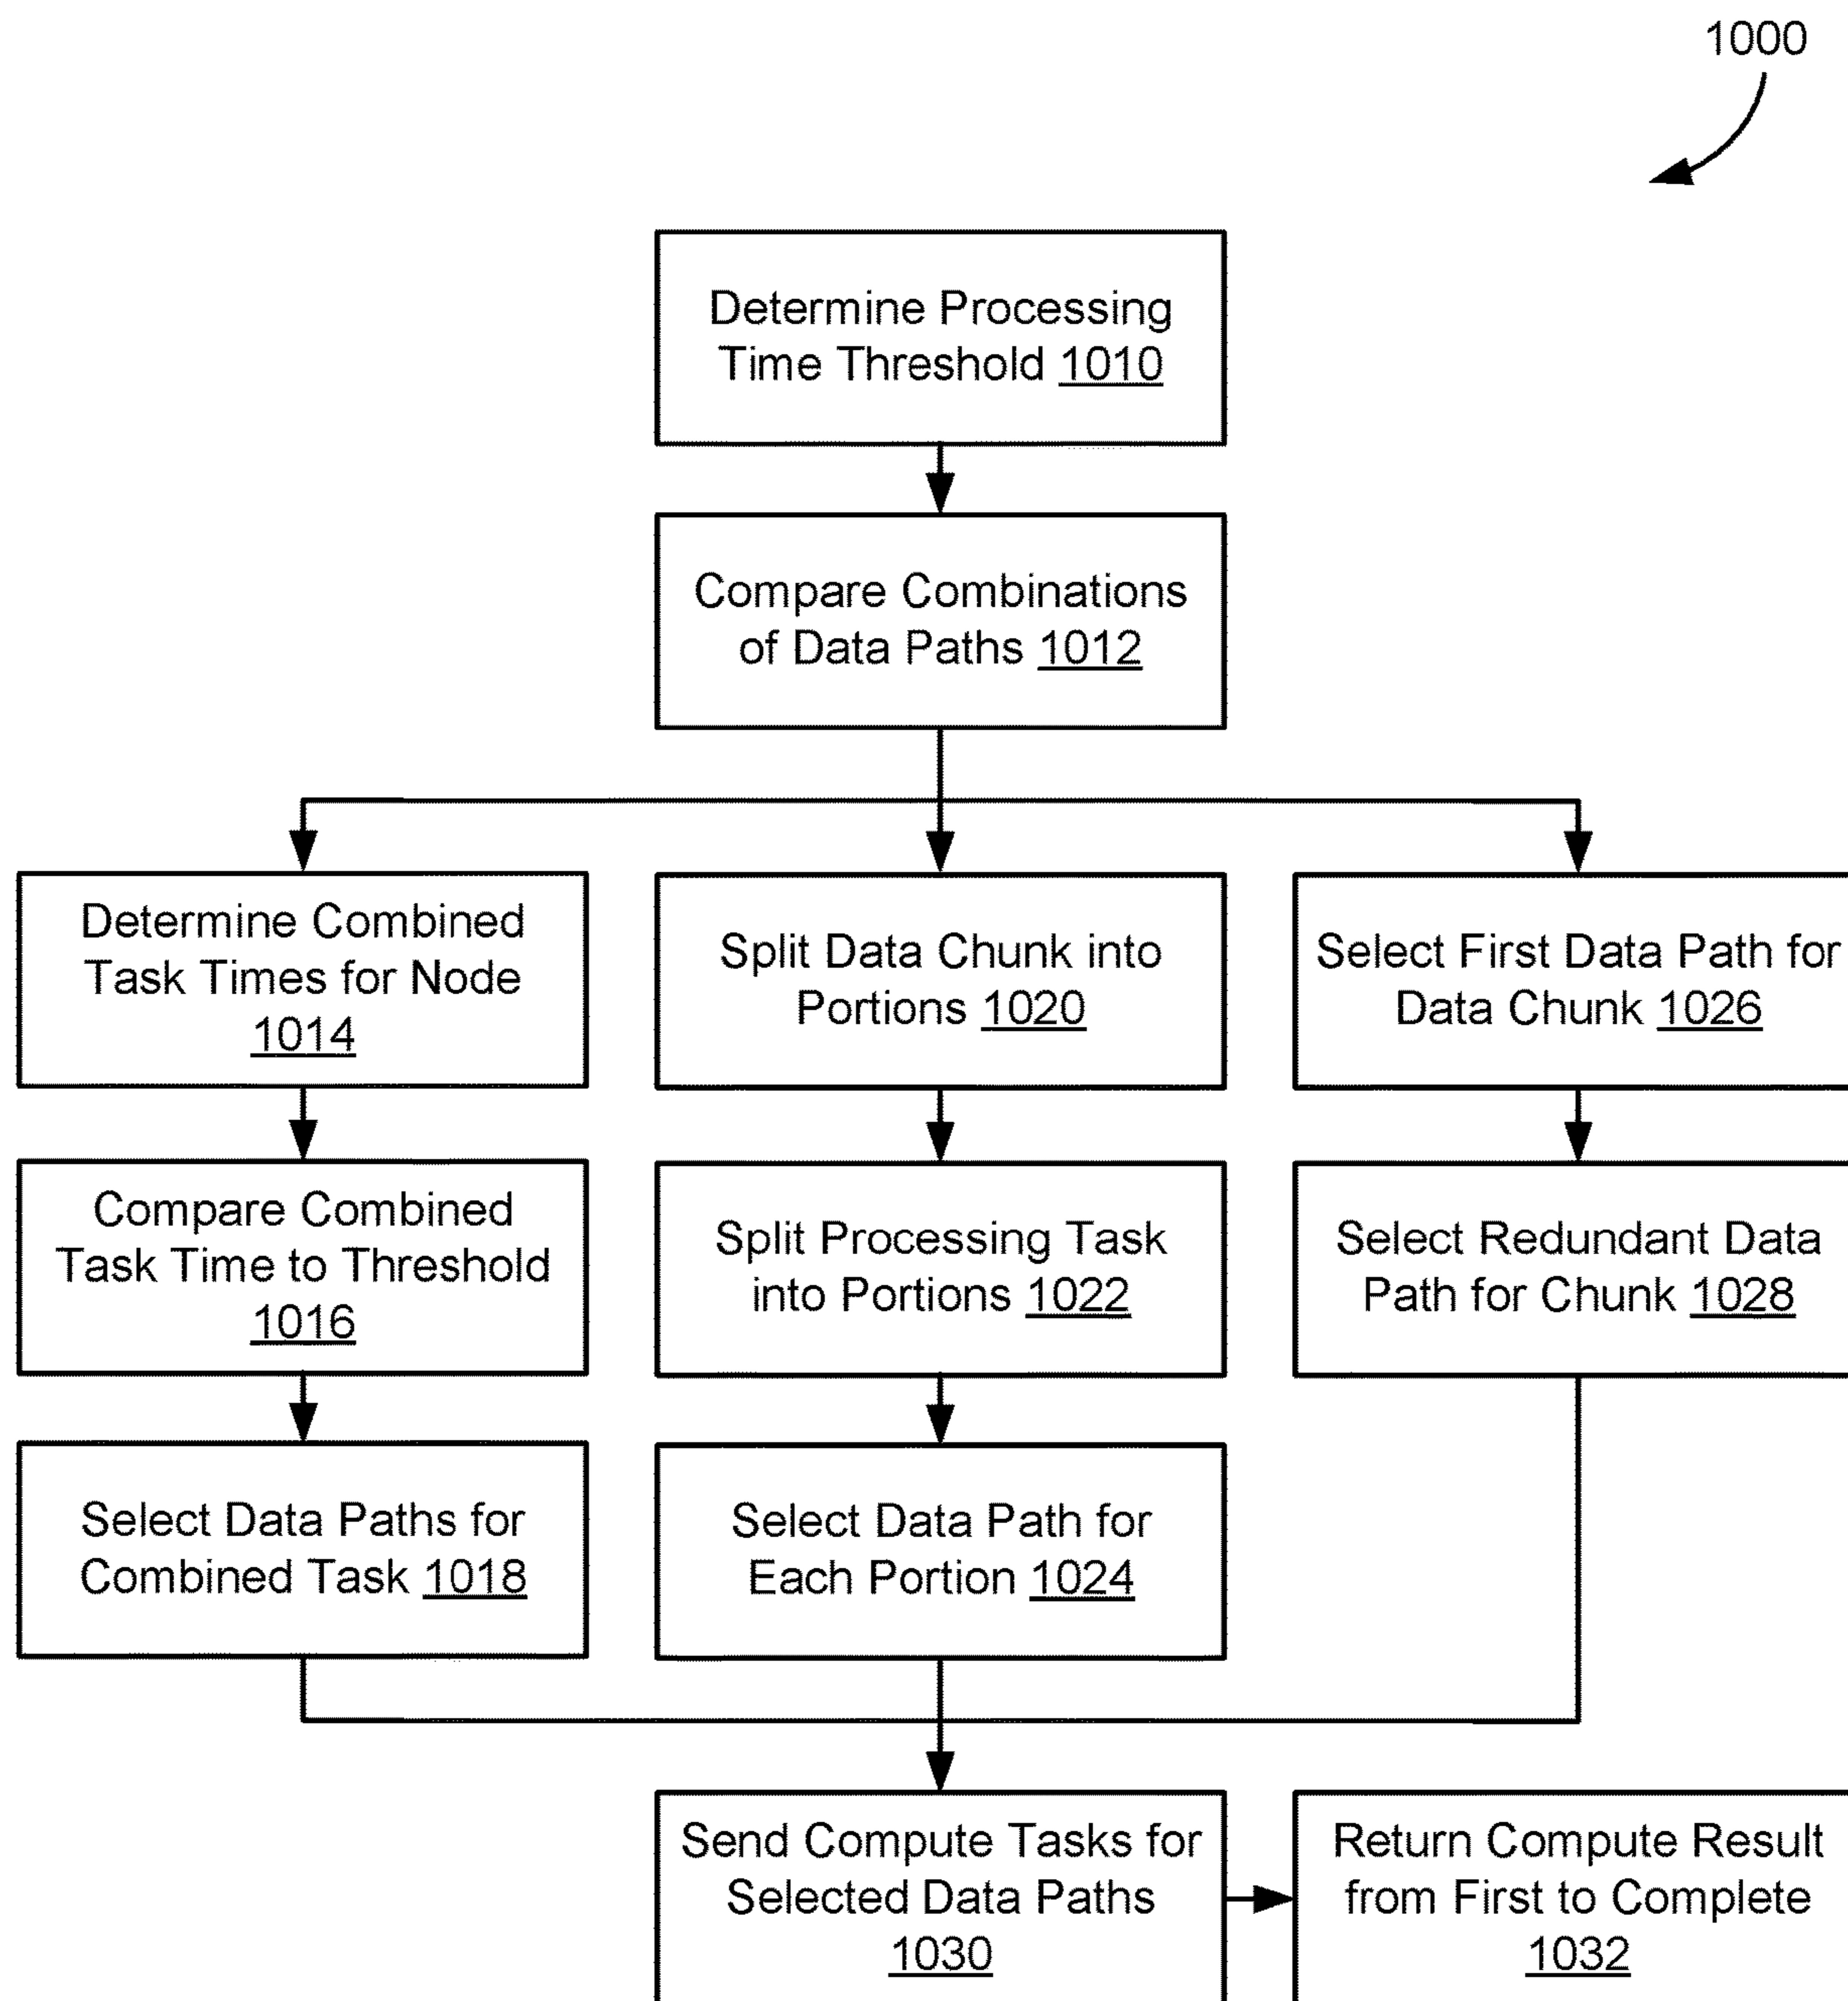 1000
Determine Processing
Time Threshold 1010
Compare Combinations
of Data Paths 1012
Determine Combined
Task Times for Node
1014
Split Data Chunk into
Portions 1020
Select First Data Path for
Data Chunk 1026
Compare Combined
Task Time to Threshold
1016
Split Processing Task
into Portions 1022
Select Redundant Data
Path for Chunk 1028
Select Data Paths for
Combined Task 1018
Select Data Path for
Each Portion 1024
Send Compute Tasks for
Selected Data Paths
1030
Return Compute Result
from First to Complete
1032